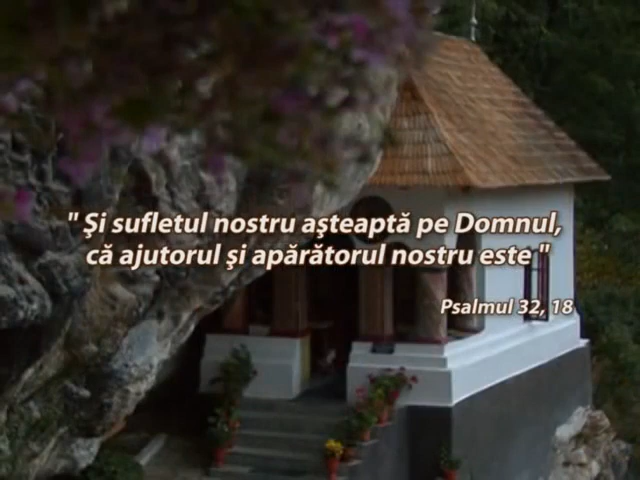 " Şi sufletul nostru aşteaptă pe Domnul,
că ajutorul şi apărătorul nostru este "
Psalmul 32, 18